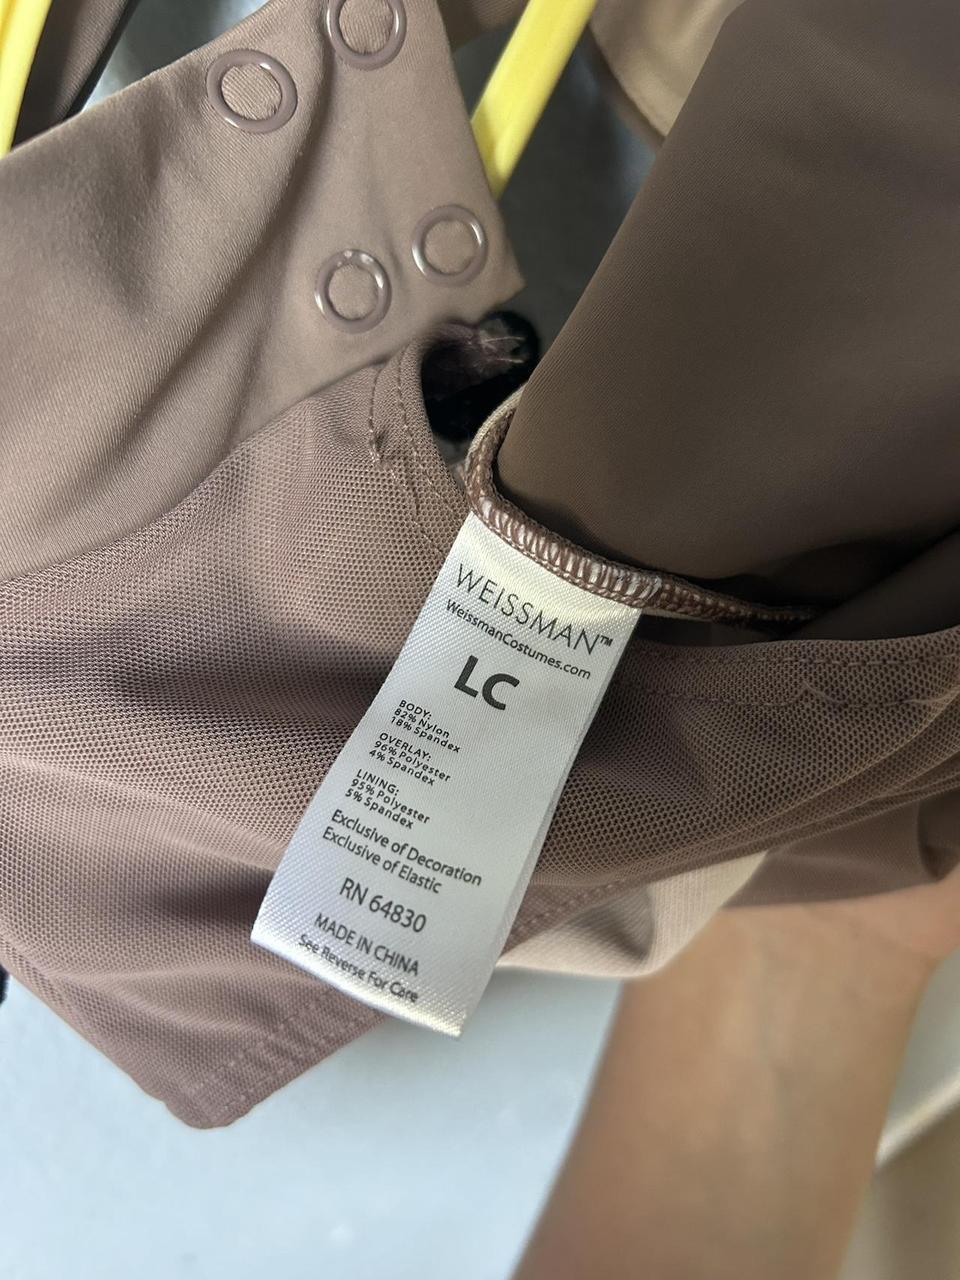 WEISSMAN™
WeissmanCostumes.com
LC
BODY:
82% Nylon
18% Spandex
OVERLAY:
96% Polyester
4% Spandex
LINING:
95% Polyester
5% Spandex
Exclusive of Decoration
Exclusive of Elastic
RN 64830
MADE IN CHINA
See Reverse For Care